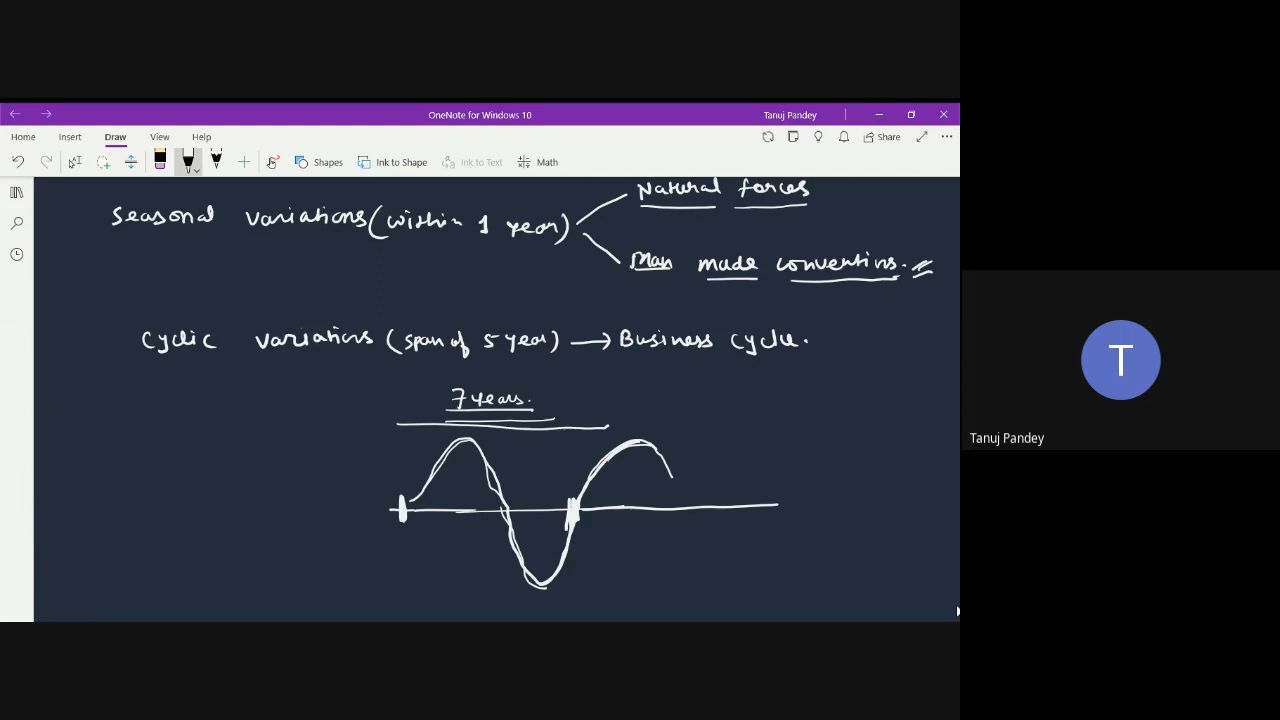 OneNote for Windows 10
Tanuj Pandey
Home Insert Draw View Help
Share
Shapes Ink to Shape Ink to Text Math
Natural forces
Seasonal variations (within 1 year)
Man made conventins.
Cyclic variations (span of 5 year) → Business cycle.
7 years.
T
Tanuj Pandey